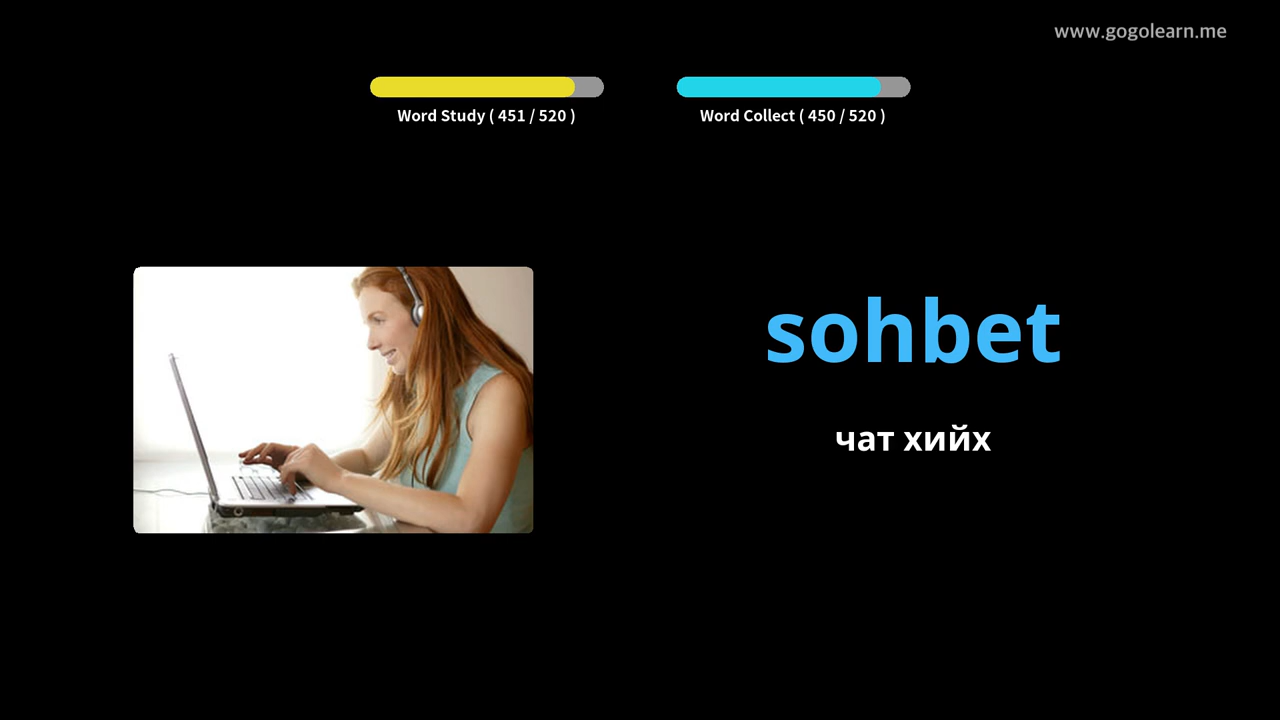 www.gogolearn.me
Word Study ( 451 / 520 )
Word Collect ( 450 / 520 )
sohbet
чат хийх